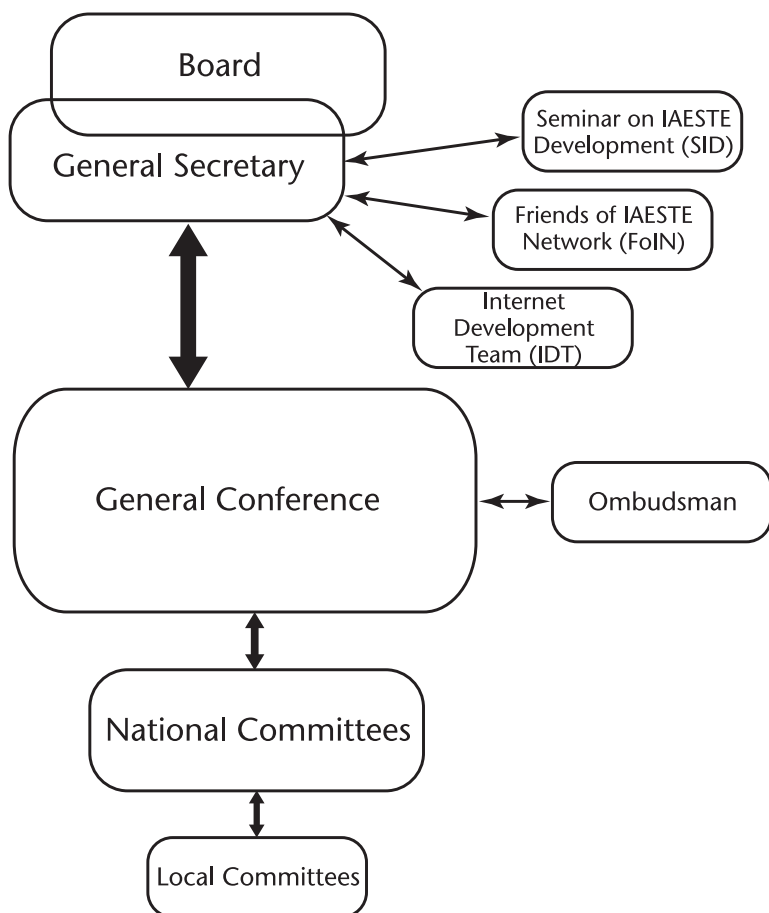 Board
General Secretary
Seminar on IAESTE
Development (SID)
Friends of IAESTE
Network (FoIN)
Internet
Development
Team (IDT)
General Conference
Ombudsman
National Committees
Local Committees